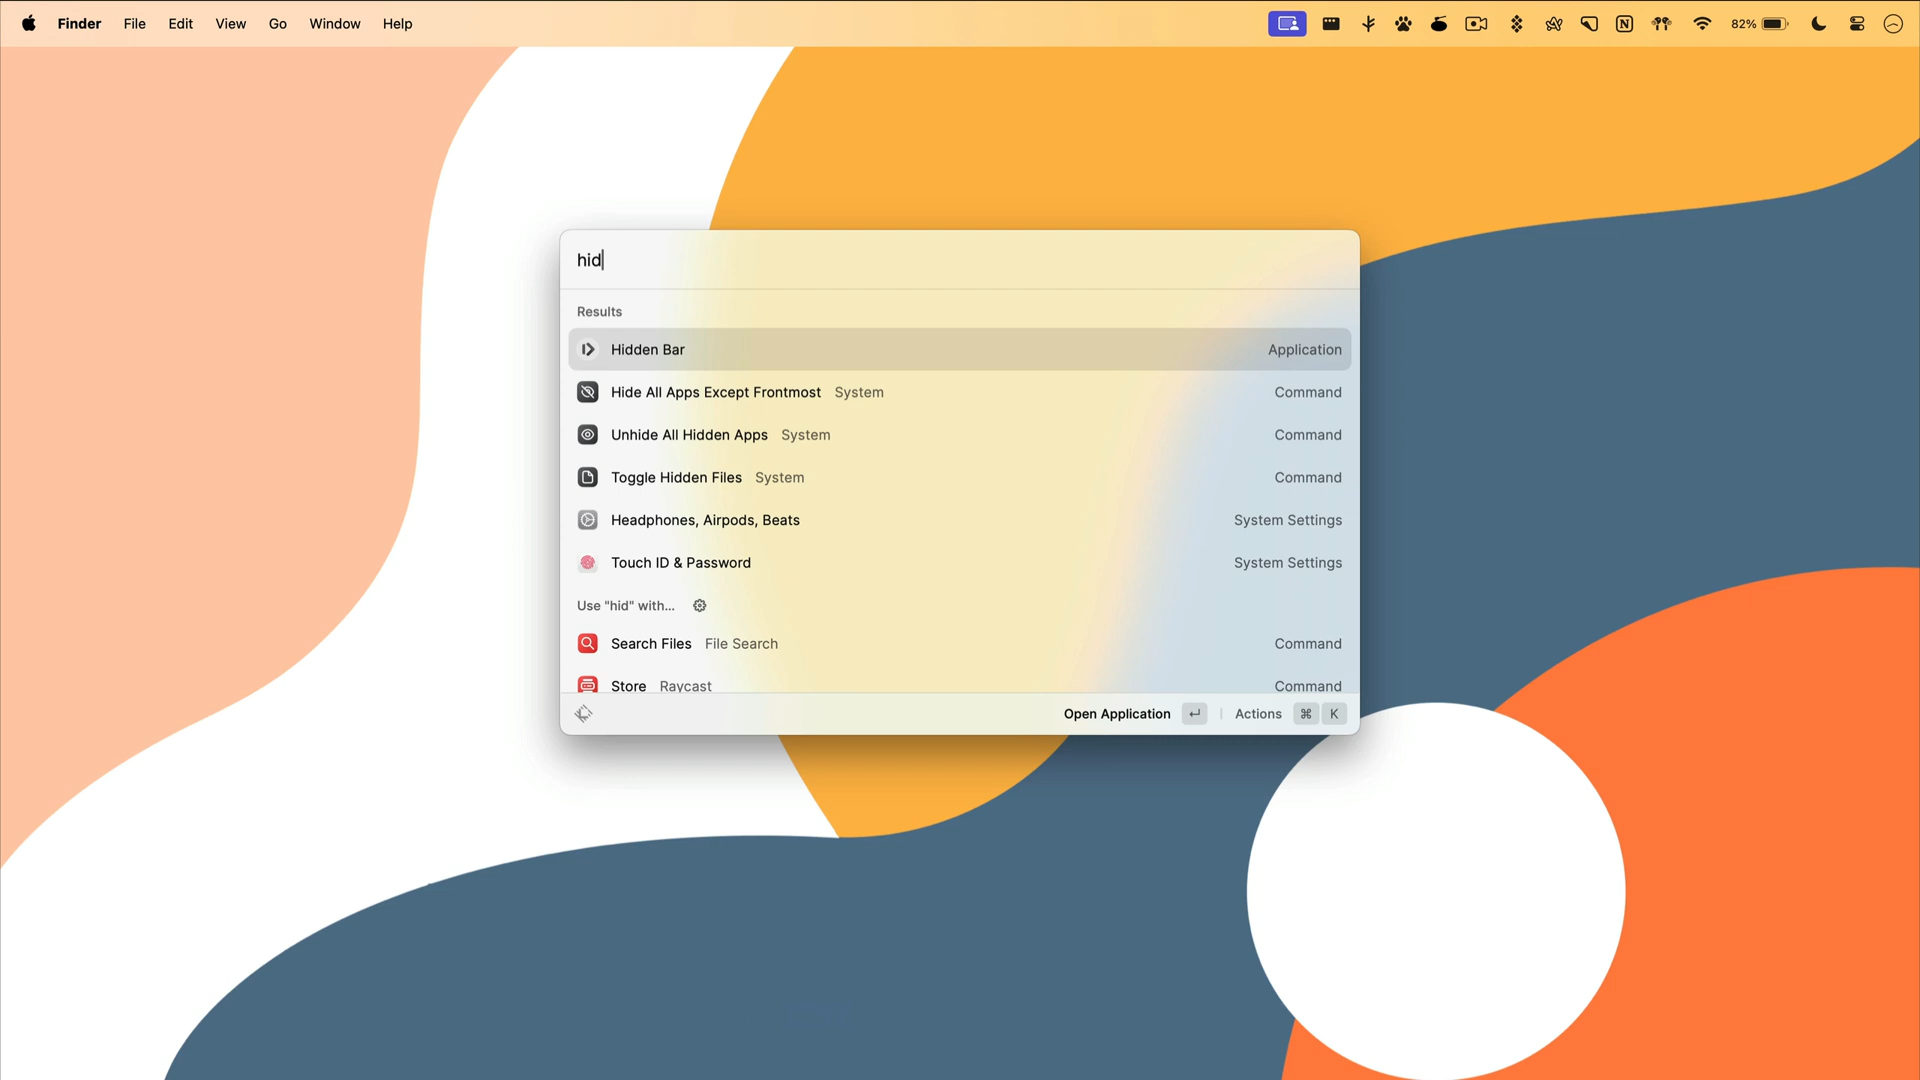 Finder File Edit View Go Window Help 82%
hid
Results
Hidden Bar Application
Hide All Apps Except Frontmost System Command
Unhide All Hidden Apps System Command
Toggle Hidden Files System Command
Headphones, Airpods, Beats System Settings
Touch ID & Password System Settings
Use "hid" with...
Search Files File Search Command
Store Raycast Command
Open Application ↵ | Actions ⌘ K